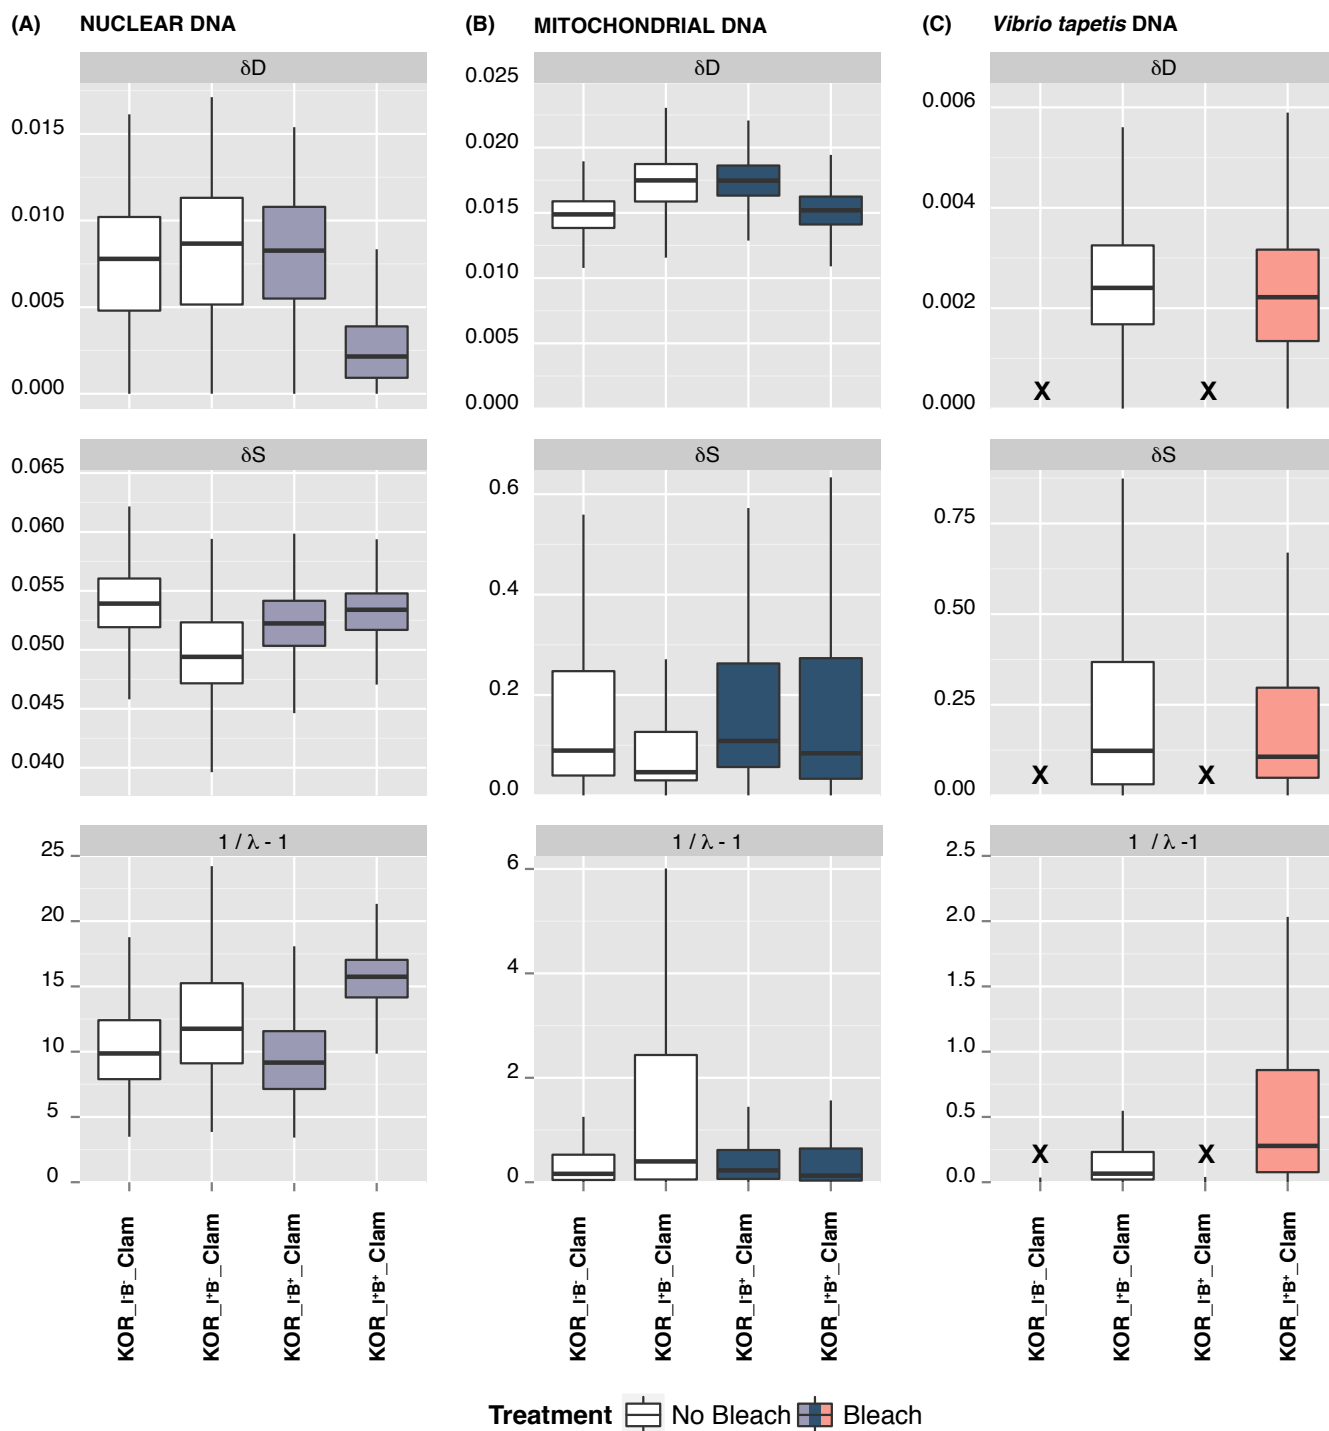 (A) NUCLEAR DNA
(B) MITOCHONDRIAL DNA
(C) Vibrio tapetis DNA
δD
0.015
0.010
0.005
0.000
δD
0.025
0.020
0.015
0.010
0.005
0.000
δD
0.006
0.004
0.002
0.000
X
X
δS
0.065
0.060
0.055
0.050
0.045
0.040
δS
0.6
0.4
0.2
0.0
δS
0.75
0.50
0.25
0.00
X
X
1 / λ - 1
25
20
15
10
5
0
1 / λ - 1
6
4
2
0
1 / λ -1
2.5
2.0
1.5
1.0
0.5
0.0
X
X
KOR_I⁻B⁻_Clam
KOR_I⁺B⁻_Clam
KOR_I⁻B⁺_Clam
KOR_I⁺B⁺_Clam
KOR_I⁻B⁻_Clam
KOR_I⁺B⁻_Clam
KOR_I⁻B⁺_Clam
KOR_I⁺B⁺_Clam
KOR_I⁻B⁻_Clam
KOR_I⁺B⁻_Clam
KOR_I⁻B⁺_Clam
KOR_I⁺B⁺_Clam
Treatment No Bleach Bleach